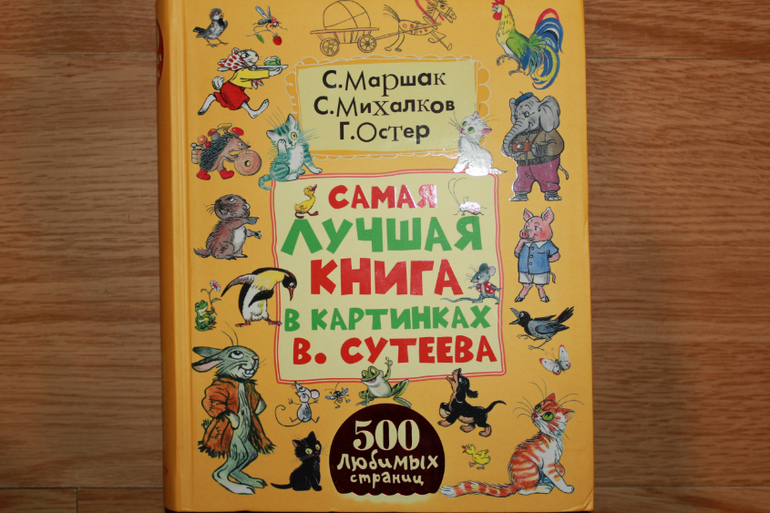 С. Маршак
С. Михалков
Г. Остер
САМАЯ
ЛУЧШАЯ
КНИГА
В КАРТИНКАХ
В. СУТЕЕВА
500
любимых
страниц